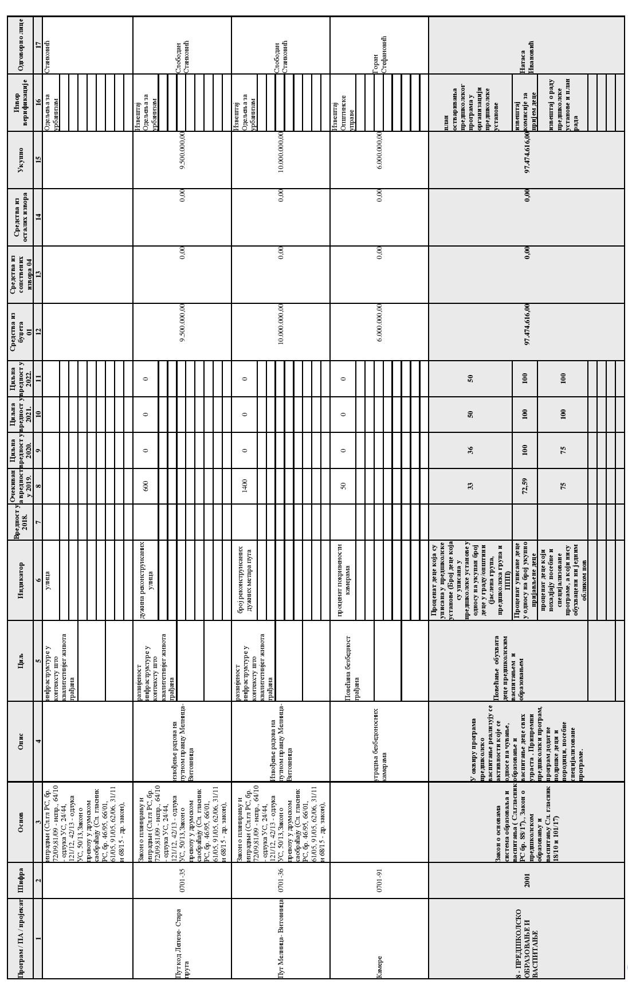 Програм / ПА / пројекат
Шифра
Основ
Опис
Циљ
Индикатор
Вредност у
2018.
Очекиван
а вредност
у 2019.
Циљна
вредност у
2020.
Циљна
вредност у
2021.
Циљна
вредност у
2022.
Средства из
буџета
01
Средства из
сопствених
извора 04
Средства из
осталих извора
Укупно
Извор
верификације
Одговорно лице
1
2
3
4
5
6
7
8
9
10
11
12
13
14
15
16
17
изградњи (Сл.гл РС, бр.
72/09,81/09 - испр., 64/10
- одлука УС, 24/44,
121/12, 42/13 - одлука
УС, 50/13, Закон о
превозу у друмском
саобраћају (Сл. гласник
РС, бр. 46/95, 66/01,
61/05, 91/05, 62/06, 31/11
и 68/15 - др. закон),
инфраструктуре у
контексту што
квалитетнијег живота
грађана
улица
Одељења за
урбанизам
Станковић
Пут код Лепезе- Стара
пруга
0701-35
Закон о планирању и
изградњи (Сл.гл РС, бр.
72/09,81/09 - испр., 64/10
- одлука УС, 24/44,
121/12, 42/13 - одлука
УС, 50/13, Закон о
превозу у друмском
саобраћају (Сл. гласник
РС, бр. 46/95, 66/01,
61/05, 91/05, 62/06, 31/11
и 68/15 - др. закон),
извођење радова на
путном правцу Мелница-
Витовница
развијеност
инфраструктуре у
контексту што
квалитетнијег живота
грађана
дужина реконструисаних
улица
600
0
0
0
9.500.000,00
0,00
0,00
9.500.000,00
Извештај
Одељења за
урбанизам
Слободан
Станковић
Пут Мелница- Витовница
0701-36
Закон о планирању и
изградњи (Сл.гл РС, бр.
72/09,81/09 - испр., 64/10
- одлука УС, 24/44,
121/12, 42/13 - одлука
УС, 50/13, Закон о
превозу у друмском
саобраћају (Сл. гласник
РС, бр. 46/95, 66/01,
61/05, 91/05, 62/06, 31/11
и 68/15 - др. закон),
Извођење радова на
путном правцу Мелница-
Витовница
развијеност
инфраструктуре у
контексту што
квалитетнијег живота
грађана
број реконструисаних
дужних метара пута
1400
0
0
0
10.000.000,00
0,00
0,00
10.000.000,00
Извештај
Одељења за
урбанизам
Слободан
Станковић
Камере
0701-91
уградња безбедоносних
камерама
Повећана безбедност
грађана
проценат покривености
камерама
50
0
0
0
6.000.000,00
0,00
0,00
6.000.000,00
Извештај
Општинске
управе
Горан
Стефановић
8 - ПРЕДШКОЛСКО
ОБРАЗОВАЊЕ И
ВАСПИТАЊЕ
2001
Закон о основама
система образовања и
васпитања ( Сл.гласник
РС бр. 88/17)., Закон о
предшколском
образовању и
васпитању Сл. гласник
18/10 и 101/17)
У оквиру програма
предшколско
васпитање реализују се
активности које се
односе на чување,
образовање и
васпитање деце свих
узраста . Припремни
предшколски програм,
програм додатне
подршке деци и
породици, посебне
специјализоване
програме.
Повећање обухвата
деце предшколским
васпитањем и
образовањем
Проценат деце која су
уписана у предшколске
установе (Број деце која
су уписана у
предшколске установе у
односу на укупан број
деце у граду/општини
(јаслена група,
предшколска група и
ППП)
33
36
50
50
план
остваривања
предшколског
програма у
организацији
предшколске
установе
Проценат уписане деце
у односу на број укупно
пријављене деце
72,59
100
100
100
извештај
комисије за
пријем деце
проценат деце који
похађају посебне и
специјализоване
програме, а који нису
обухваћени ни једним
обликом пов
75
75
100
100
извештај о раду
предшколске
установе и план
рада
97.474.616,00
0,00
0,00
97.474.616,00
Натаса
Ивановић